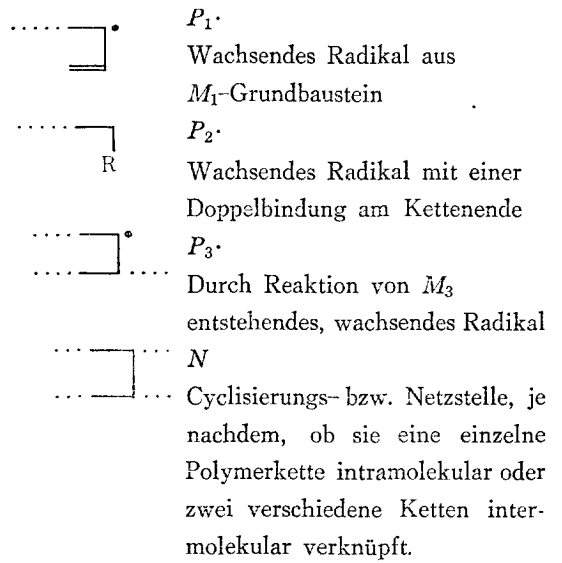 P₁·
Wachsendes Radikal aus
M₁-Grundbaustein
P₂·
R
Wachsendes Radikal mit einer
Doppelbindung am Kettenende
P₃·
Durch Reaktion von M₃
entstehendes, wachsendes Radikal
N
Cyclisierungs- bzw. Netzstelle, je
nachdem, ob sie eine einzelne
Polymerkette intramolekular oder
zwei verschiedene Ketten inter-
molekular verknüpft.